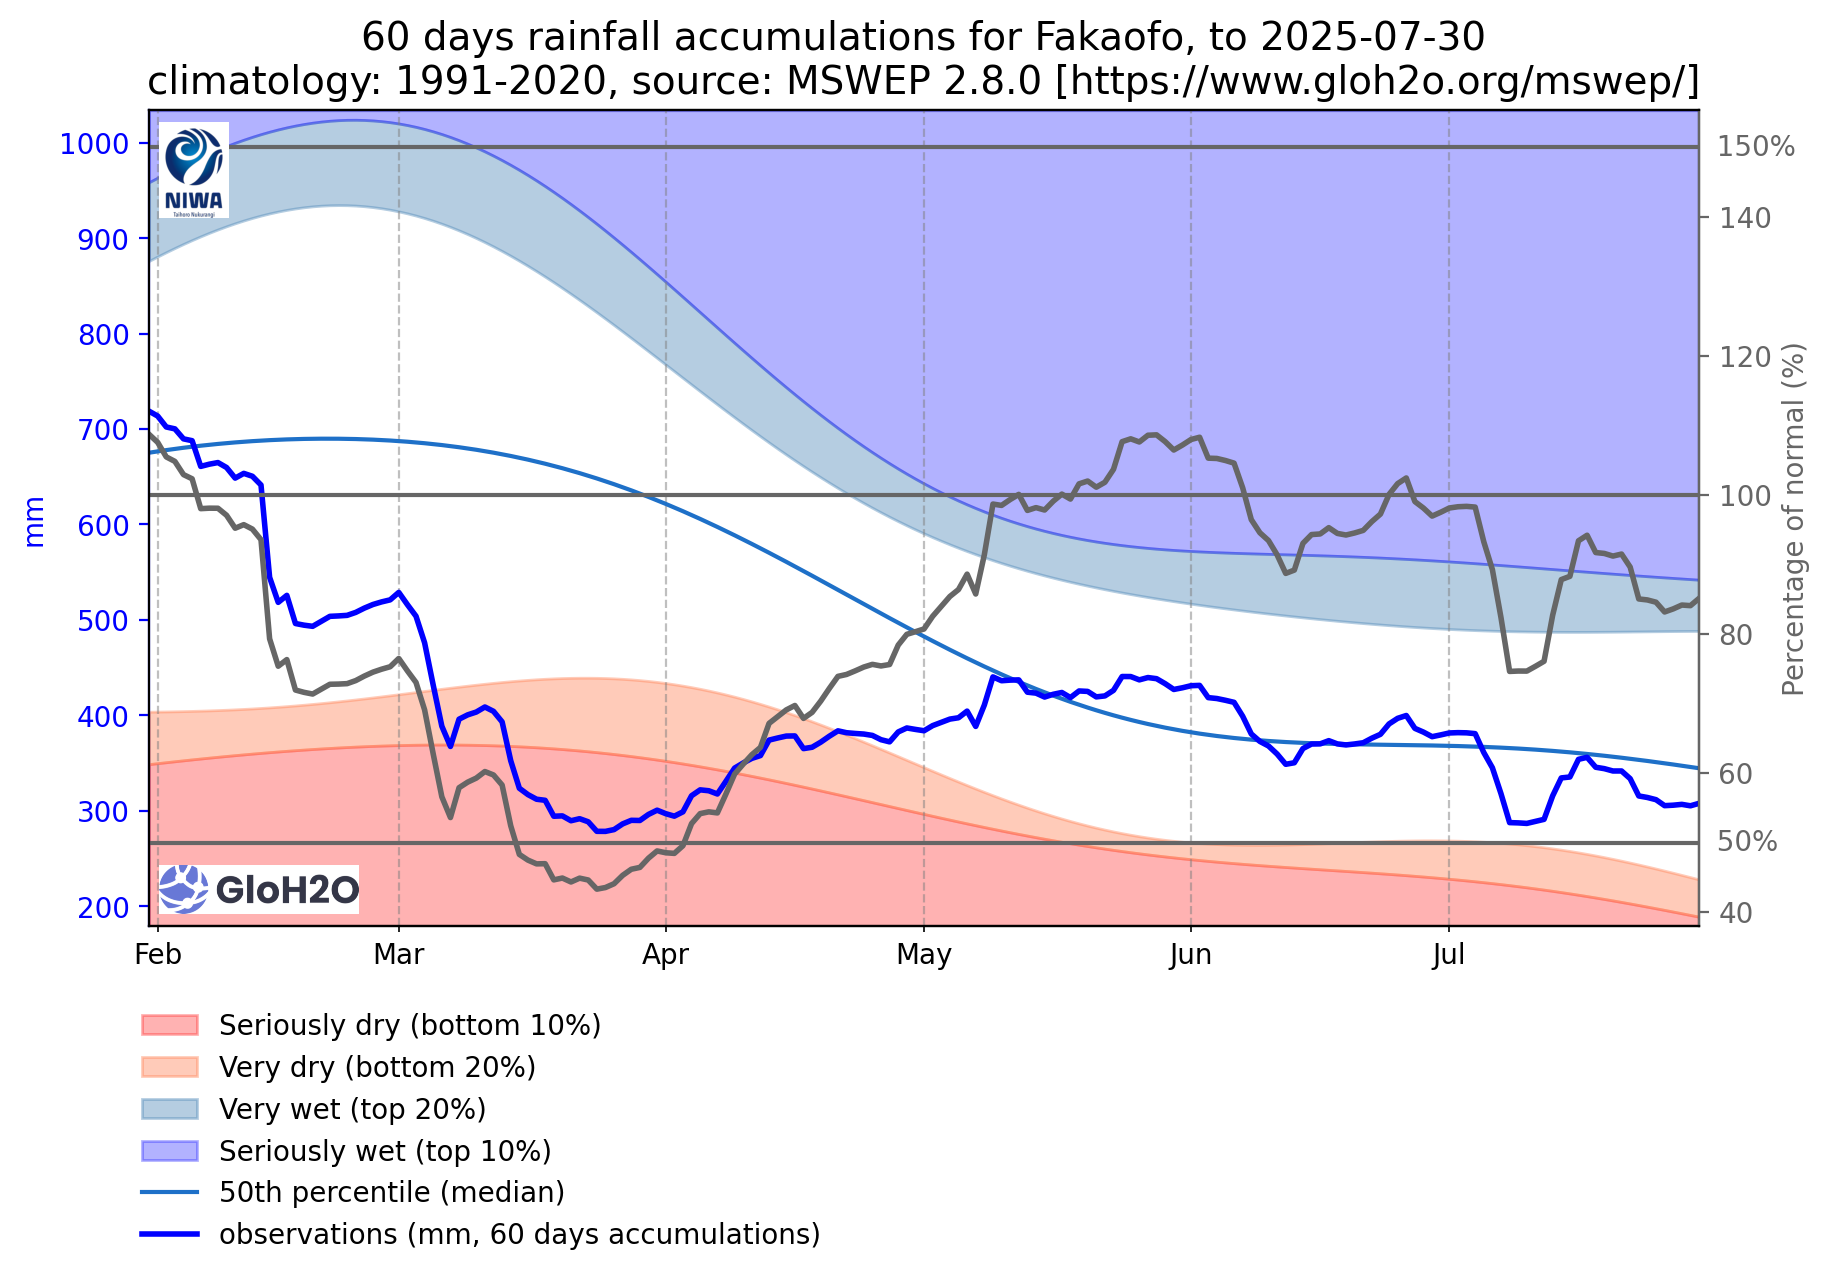 60 days rainfall accumulations for Fakaofo, to 2025-07-30
climatology: 1991-2020, source: MSWEP 2.8.0 [https://www.gloh2o.org/mswep/]
NIWA
Taihoro Nukurangi
1000
900
800
700
600
500
400
300
200
mm
150%
140
120
100
80
60
50%
40
Percentage of normal (%)
GloH2O
Feb Mar Apr May Jun Jul
Seriously dry (bottom 10%)
Very dry (bottom 20%)
Very wet (top 20%)
Seriously wet (top 10%)
50th percentile (median)
observations (mm, 60 days accumulations)